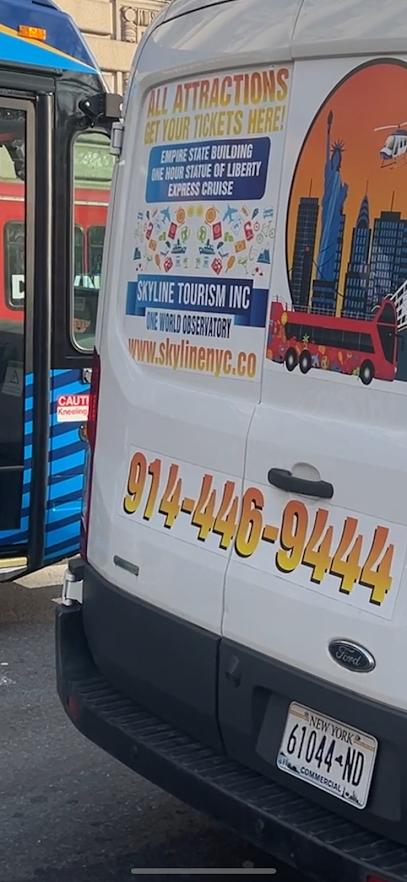 ALL ATTRACTIONS
GET YOUR TICKETS HERE!
EMPIRE STATE BUILDING
ONE HOUR STATUE OF LIBERTY
EXPRESS CRUISE
SKYLINE TOURISM INC
ONE WORLD OBSERVATORY
www.skylinenyc.co
914-446-9444
Ford
NEW YORK
61044-ND
COMMERCIAL
CAUTI
Kneeling